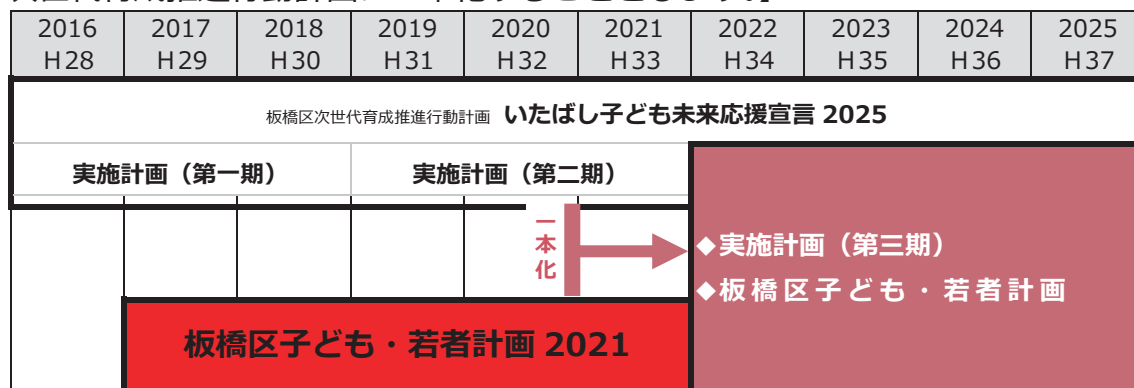 2016 2017 2018 2019 2020 2021 2022 2023 2024 2025
H28 H29 H30 H31 H32 H33 H34 H35 H36 H37
板橋区次世代育成推進行動計画 いたばし子ども未来応援宣言 2025
実施計画（第一期） 実施計画（第二期）
一本化
◆実施計画（第三期）
◆板橋区子ども・若者計画
板橋区子ども・若者計画 2021